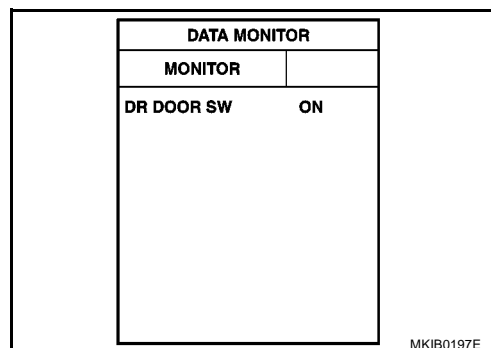 DATA MONITOR
MONITOR
DR DOOR SW ON
MKIB0197E